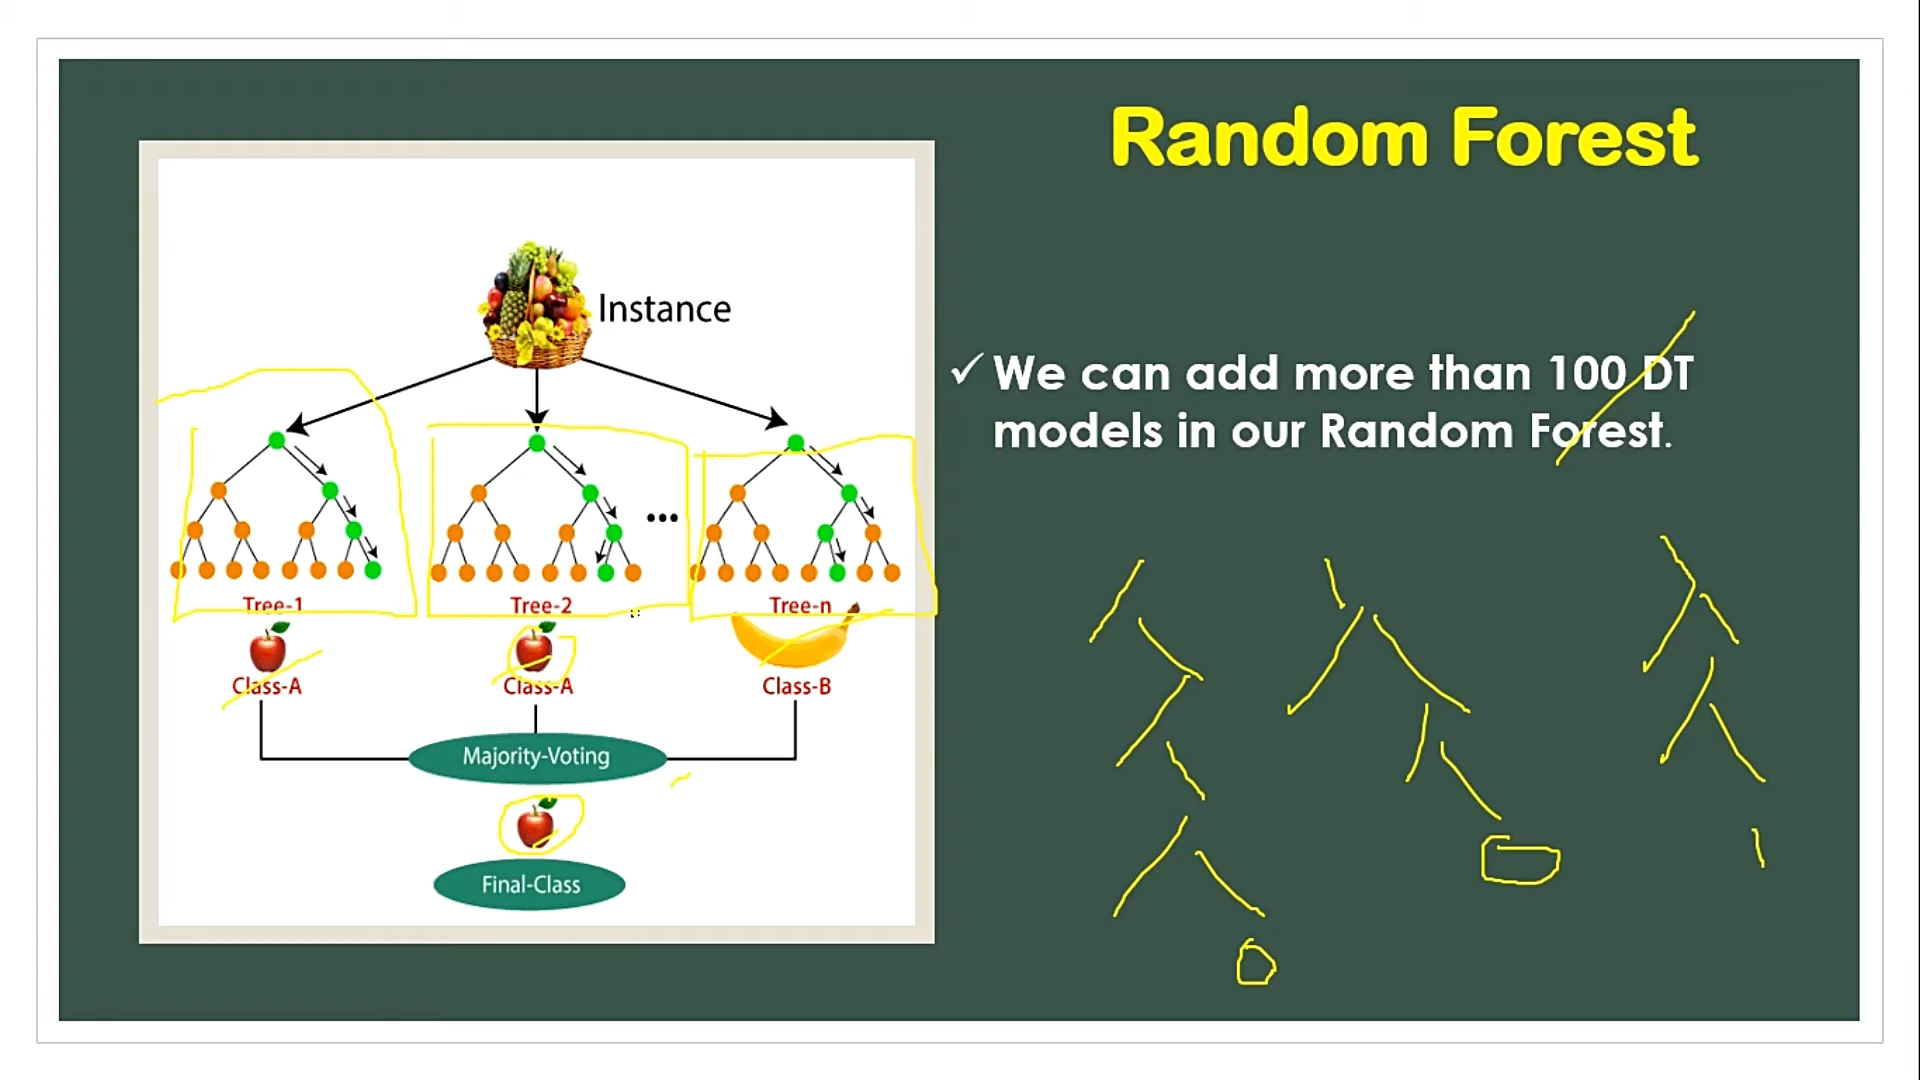 Random Forest
Instance
✓ We can add more than 100 DT
models in our Random Forest.
...
Tree-1
Tree-2
Tree-n
Class-A
Class-A
Class-B
Majority-Voting
Final-Class